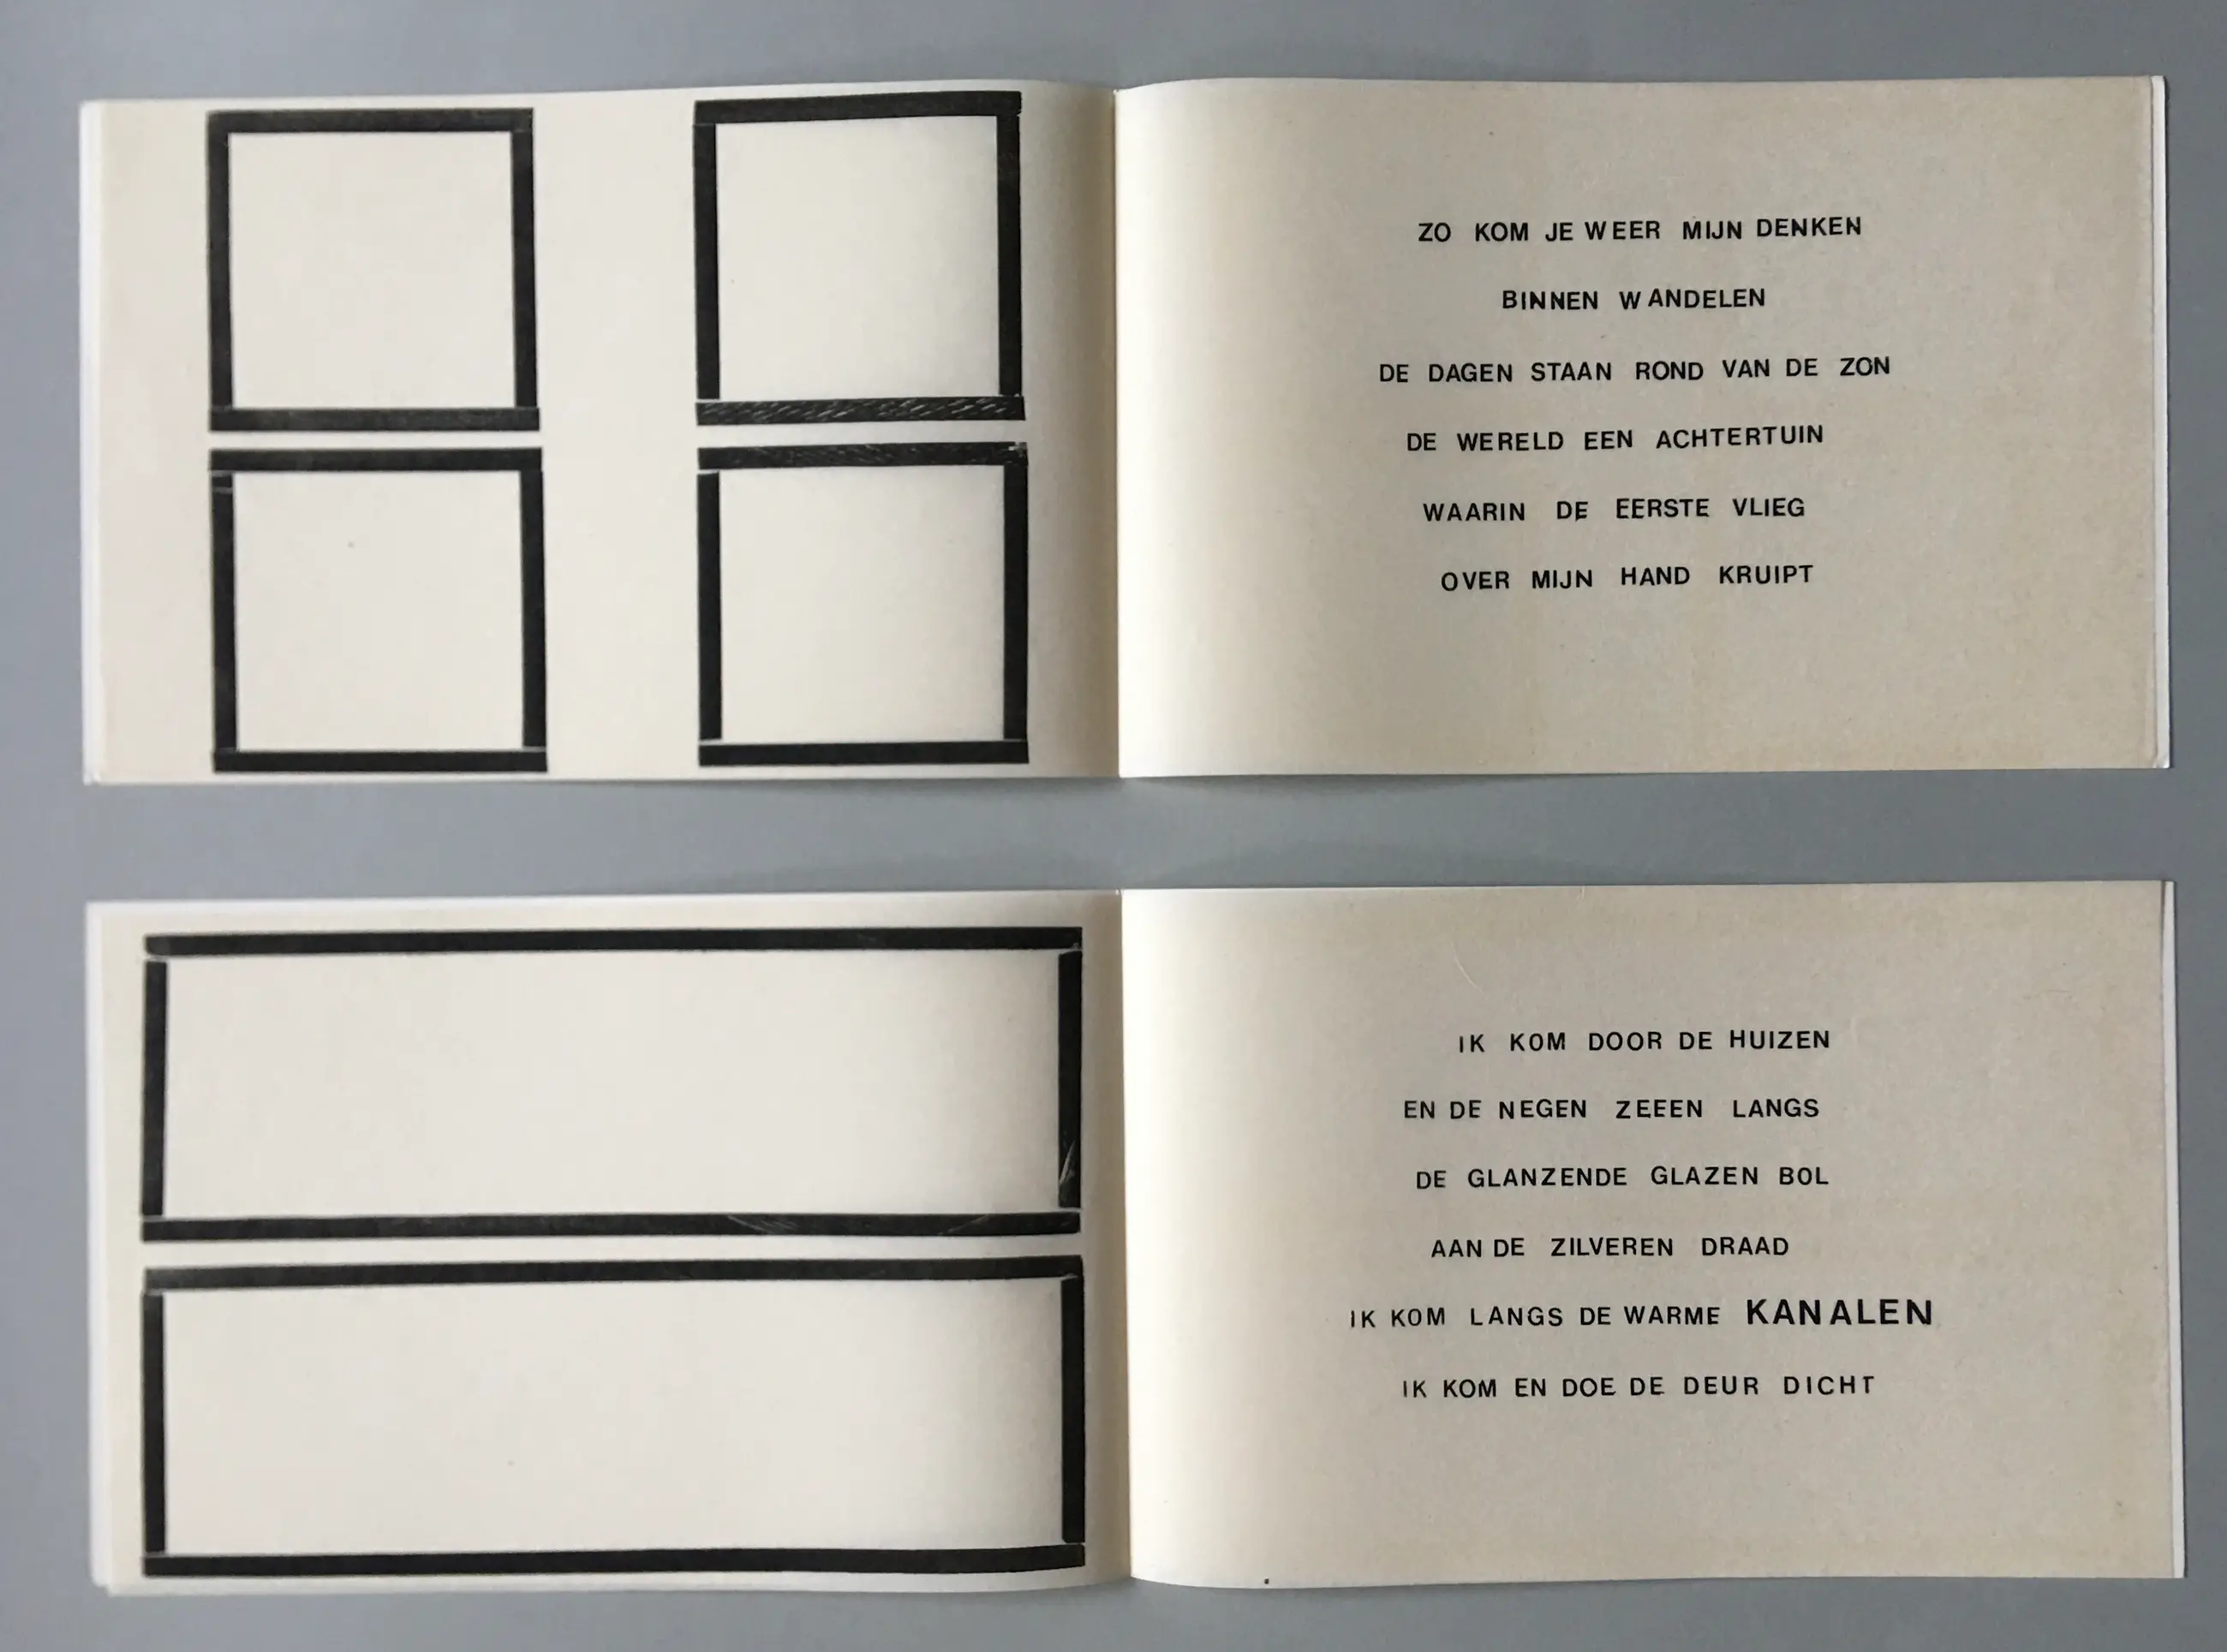 ZO KOM JE WEER MIJN DENKEN
BINNEN WANDELEN
DE DAGEN STAAN ROND VAN DE ZON
DE WERELD EEN ACHTERTUIN
WAARIN DE EERSTE VLIEG
OVER MIJN HAND KRUIPT
IK KOM DOOR DE HUIZEN
EN DE NEGEN ZEEEN LANGS
DE GLANZENDE GLAZEN BOL
AAN DE ZILVEREN DRAAD
IK KOM LANGS DE WARME KANALEN
IK KOM EN DOE DE DEUR DICHT